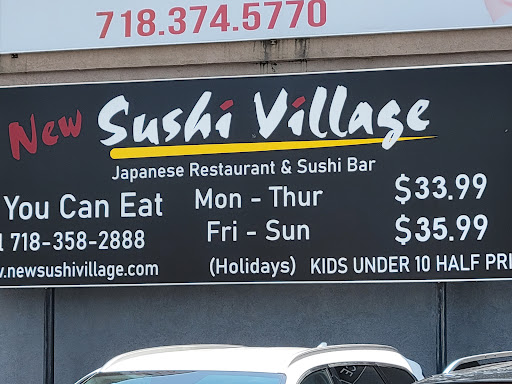 718.374.5770
New Sushi Village
Japanese Restaurant & Sushi Bar
You Can Eat Mon - Thur $33.99
718-358-2888 Fri - Sun $35.99
.newsushivillage.com (Holidays) KIDS UNDER 10 HALF PRI